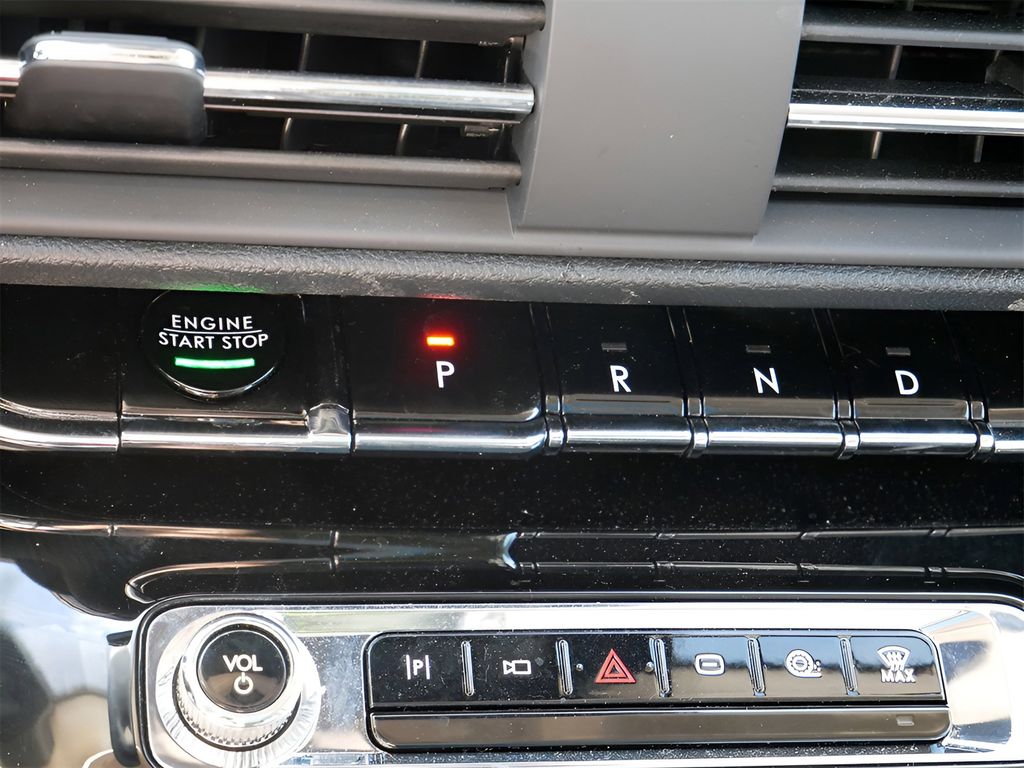 ENGINE
START STOP
P R N D
VOL
|P|
MAX